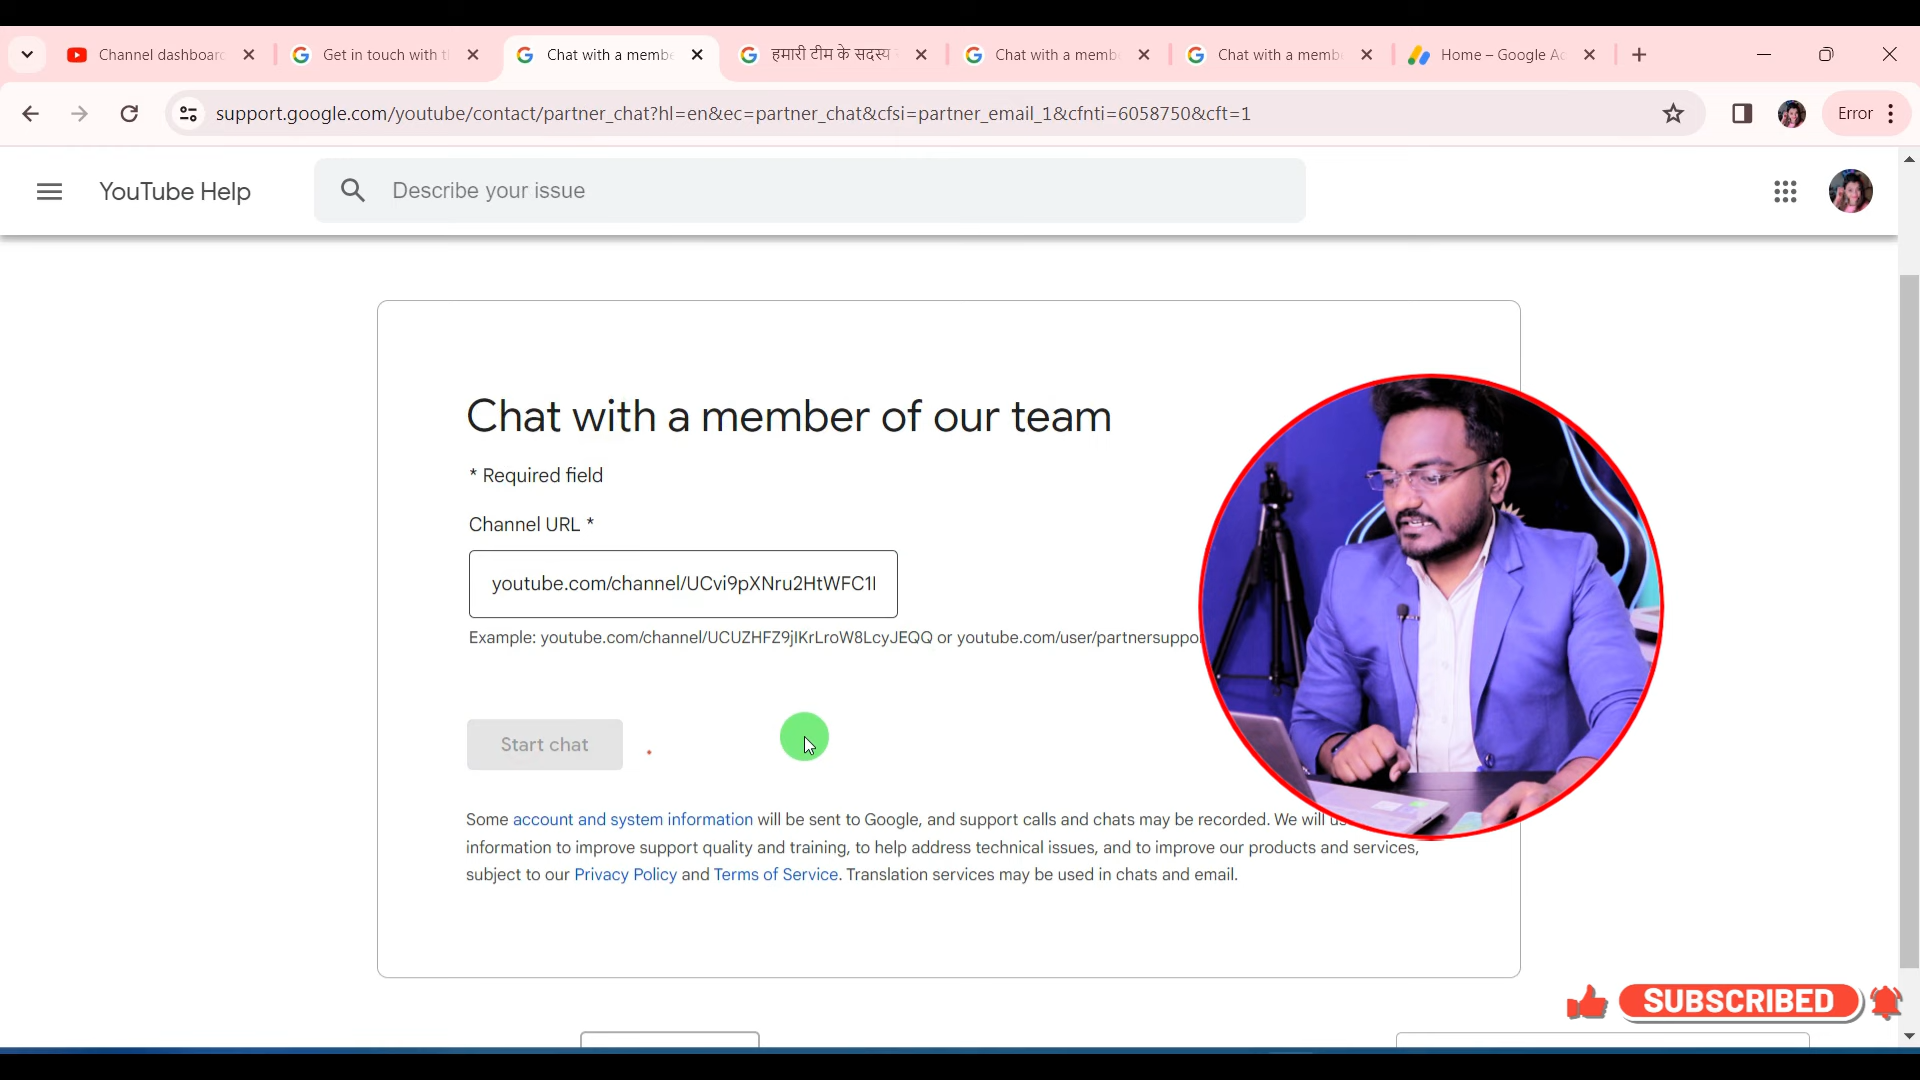 Channel dashboard
Get in touch with t
Chat with a membe
हमारी टीम के सदस्य
Chat with a memb
Chat with a memb
Home – Google Ac
support.google.com/youtube/contact/partner_chat?hl=en&ec=partner_chat&cfsi=partner_email_1&cfnti=6058750&cft=1
Error
YouTube Help
Describe your issue
Chat with a member of our team
* Required field
Channel URL *
youtube.com/channel/UCvi9pXNru2HtWFC1l
Example: youtube.com/channel/UCUZHFZ9jIKrLroW8LcyJEQQ or youtube.com/user/partnersuppo
Start chat
Some account and system information will be sent to Google, and support calls and chats may be recorded. We will us
information to improve support quality and training, to help address technical issues, and to improve our products and services,
subject to our Privacy Policy and Terms of Service. Translation services may be used in chats and email.
SUBSCRIBED